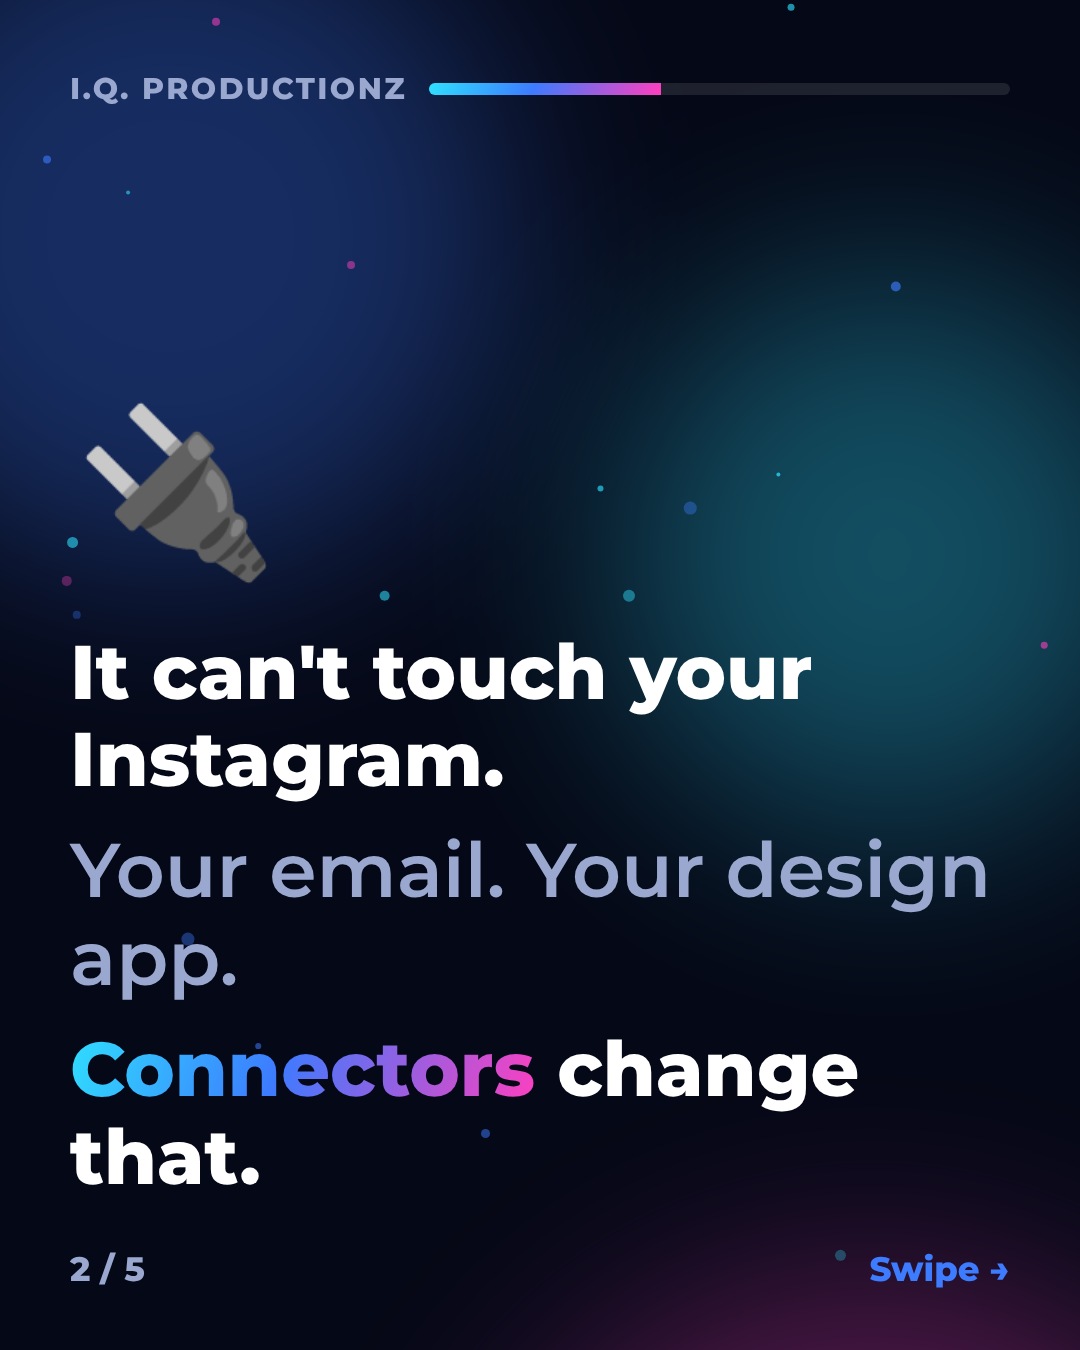 I.Q. PRODUCTIONZ
It can't touch your
Instagram.
Your email. Your design
app.
Connectors change
that.
2 / 5
Swipe →